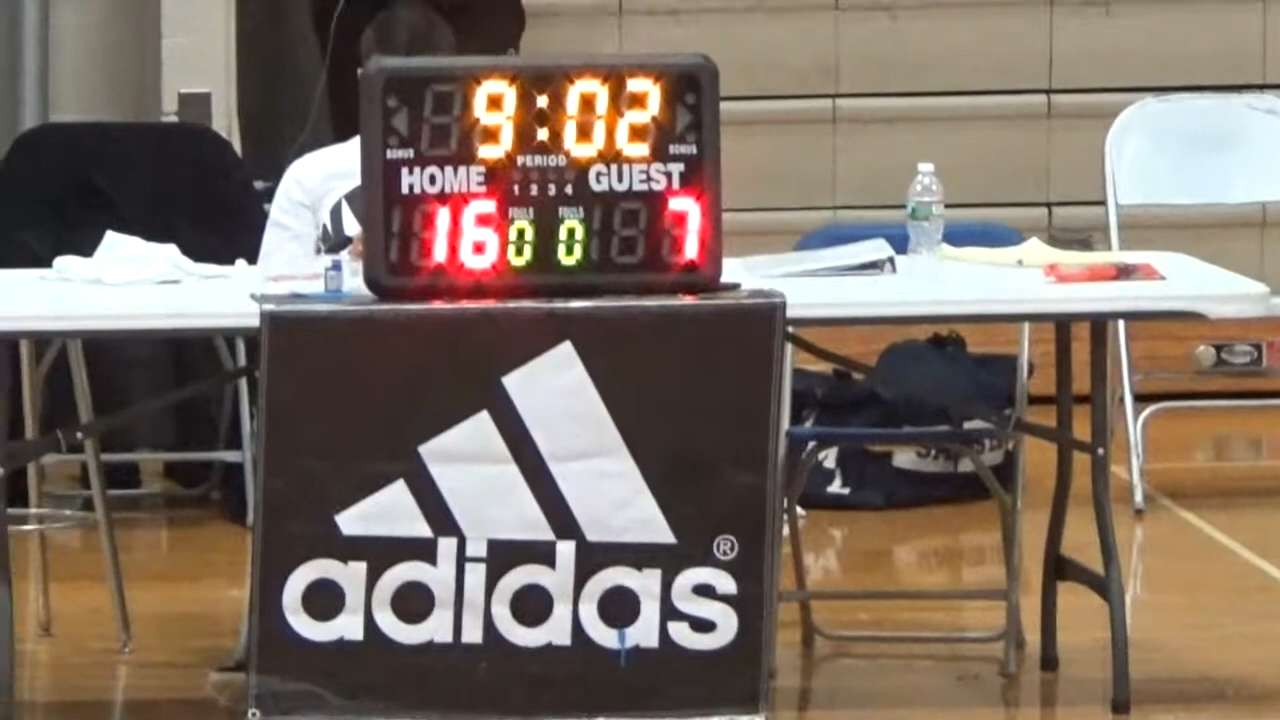 9:02
BONUS
BONUS
PERIOD
HOME
1 2 3 4
GUEST
FOULS
FOULS
16
0
0
7
adidas®